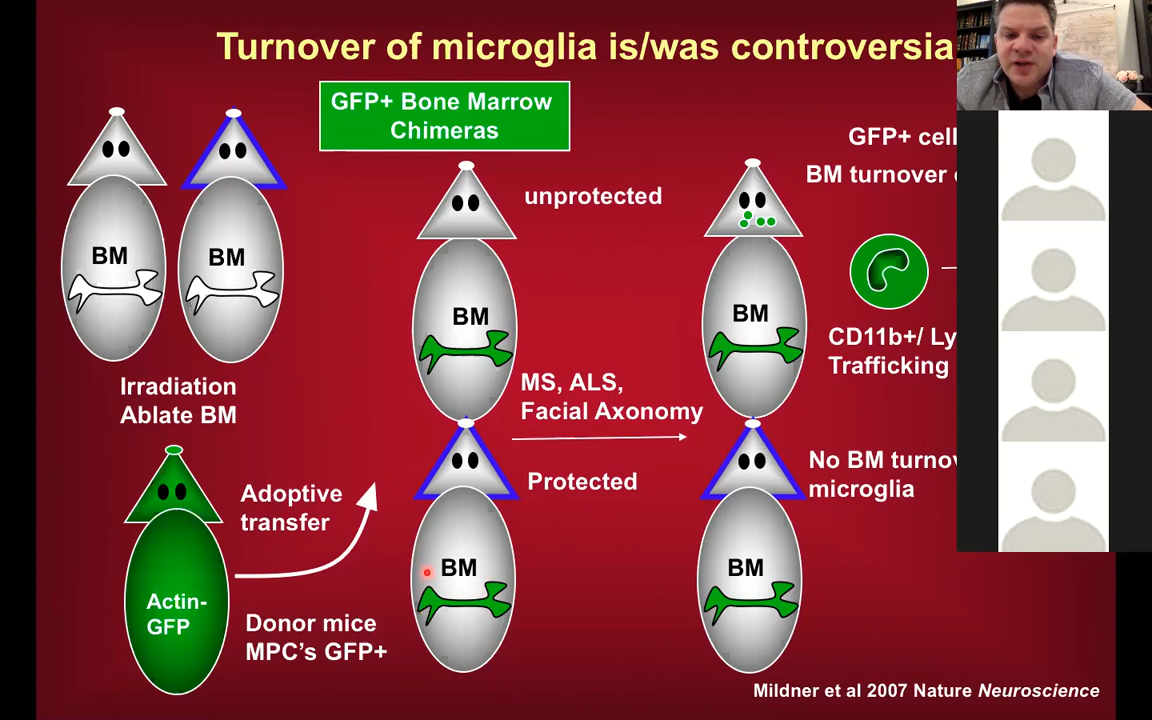 Turnover of microglia is/was controversia
GFP+ Bone Marrow
Chimeras
BM
BM
Irradiation
Ablate BM
Actin-
GFP
Adoptive
transfer
Donor mice
MPC's GFP+
unprotected
BM
MS, ALS,
Facial Axonomy
Protected
BM
GFP+ cell
BM turnover
BM
CD11b+/ Ly
Trafficking
No BM turnov
microglia
BM
Mildner et al 2007 Nature Neuroscience